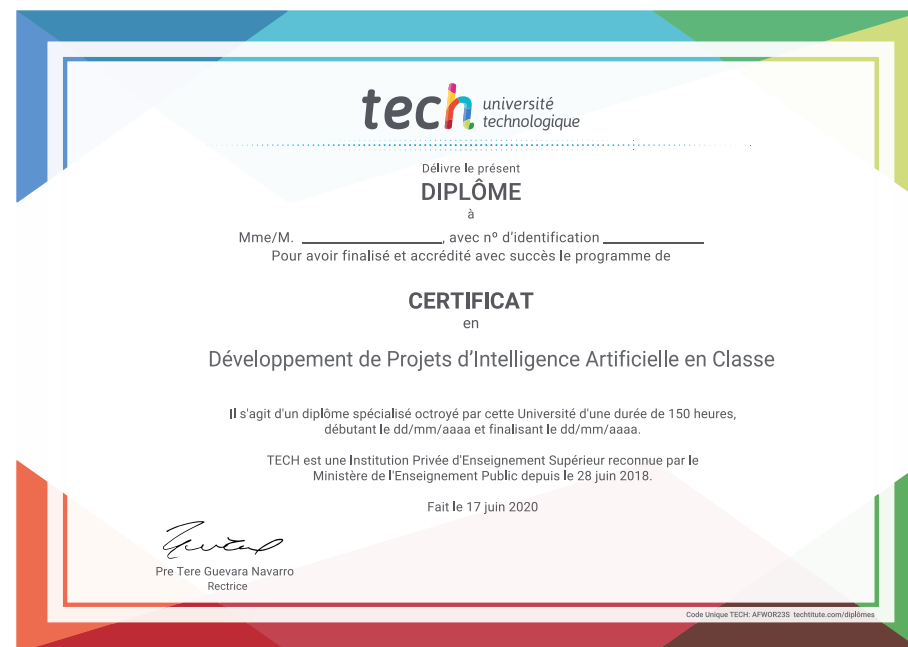 tech université
technologique
Délivre le présent
DIPLÔME
à
Mme/M. ____________________, avec nº d'identification ______________
Pour avoir finalisé et accrédité avec succès le programme de
CERTIFICAT
en
Développement de Projets d'Intelligence Artificielle en Classe
Il s'agit d'un diplôme spécialisé octroyé par cette Université d'une durée de 150 heures,
débutant le dd/mm/aaaa et finalisant le dd/mm/aaaa.
TECH est une Institution Privée d'Enseignement Supérieur reconnue par le
Ministère de l'Enseignement Public depuis le 28 juin 2018.
Fait le 17 juin 2020
Pre Tere Guevara Navarro
Rectrice
Code Unique TECH: AFWOR23S techtitute.com/diplômes